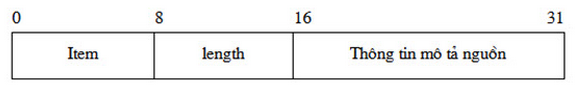 0 8 16 31
Item length Thông tin mô tả nguồn